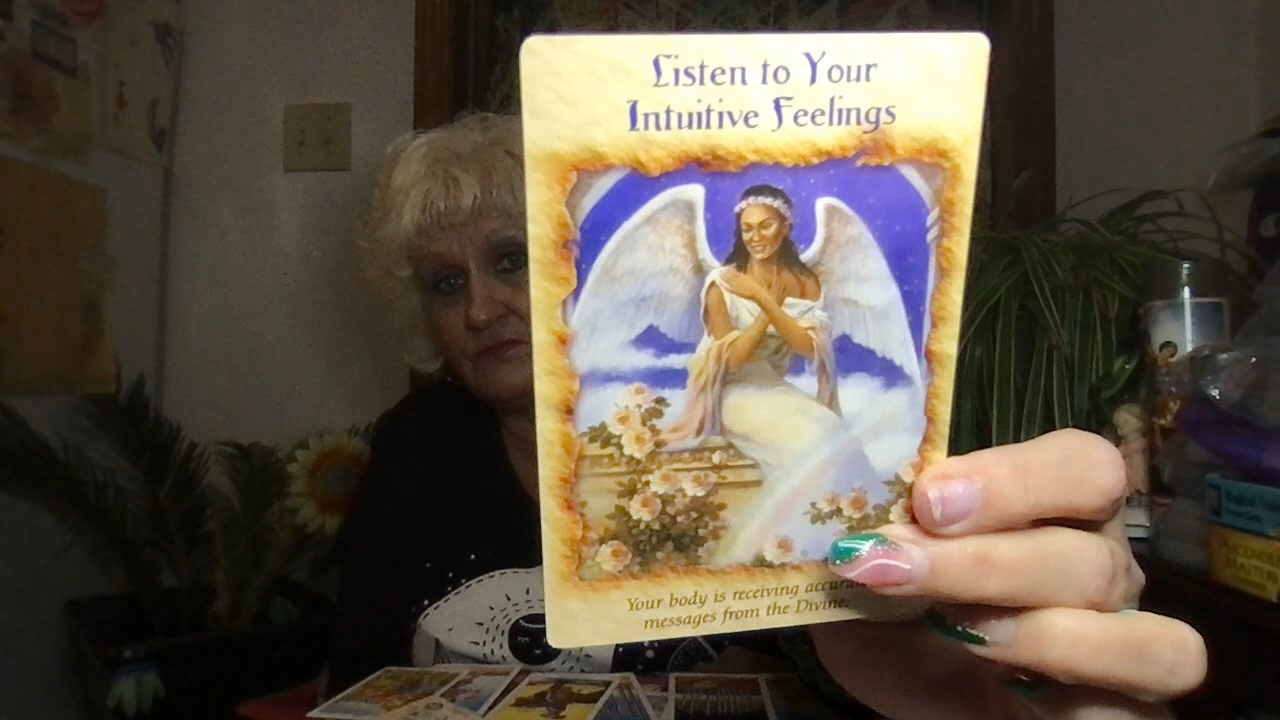 Listen to Your
Intuitive Feelings
Your body is receiving
messages from the Divine.